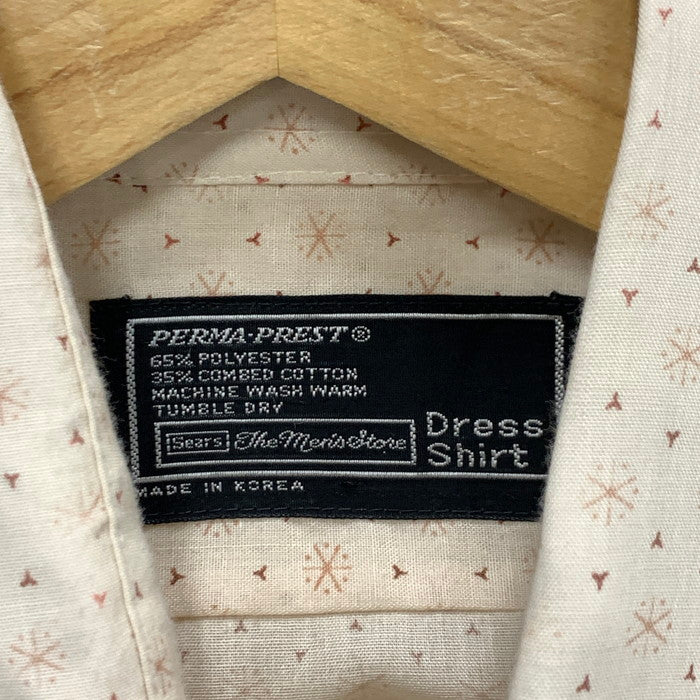 PERMA-PREST®
65% POLYESTER
35% COMBED COTTON
MACHINE WASH WARM
TUMBLE DRY
Sears The Men's Store
Dress
Shirt
MADE IN KOREA